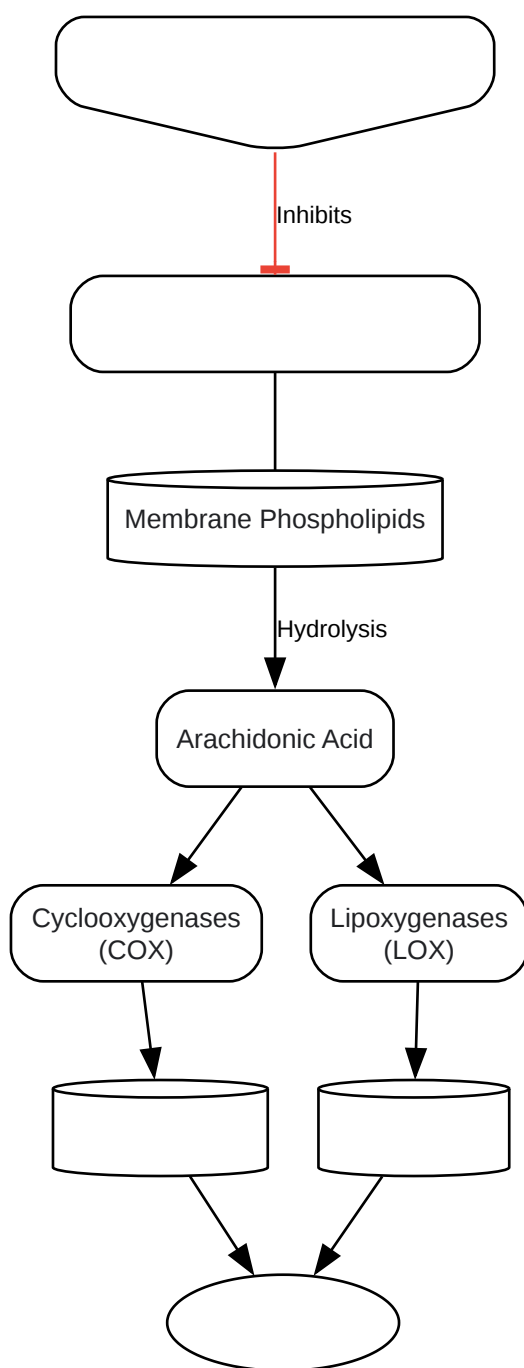 Inhibits
Membrane Phospholipids
Hydrolysis
Arachidonic Acid
Cyclooxygenases
(COX)
Lipoxygenases
(LOX)